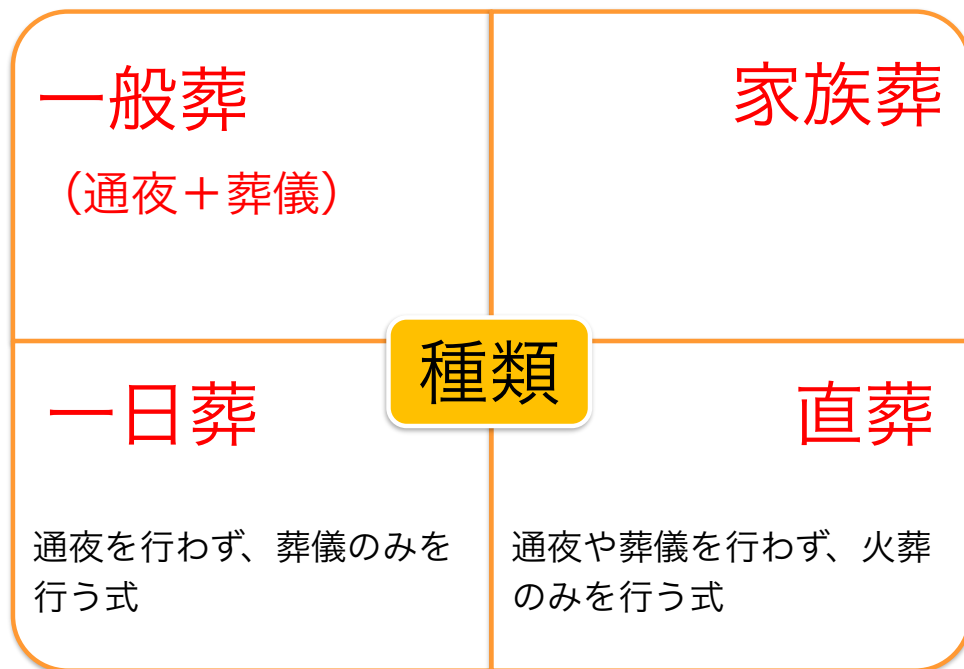 一般葬
（通夜＋葬儀）
家族葬
種類
一日葬
通夜を行わず、葬儀のみを
行う式
直葬
通夜や葬儀を行わず、火葬
のみを行う式